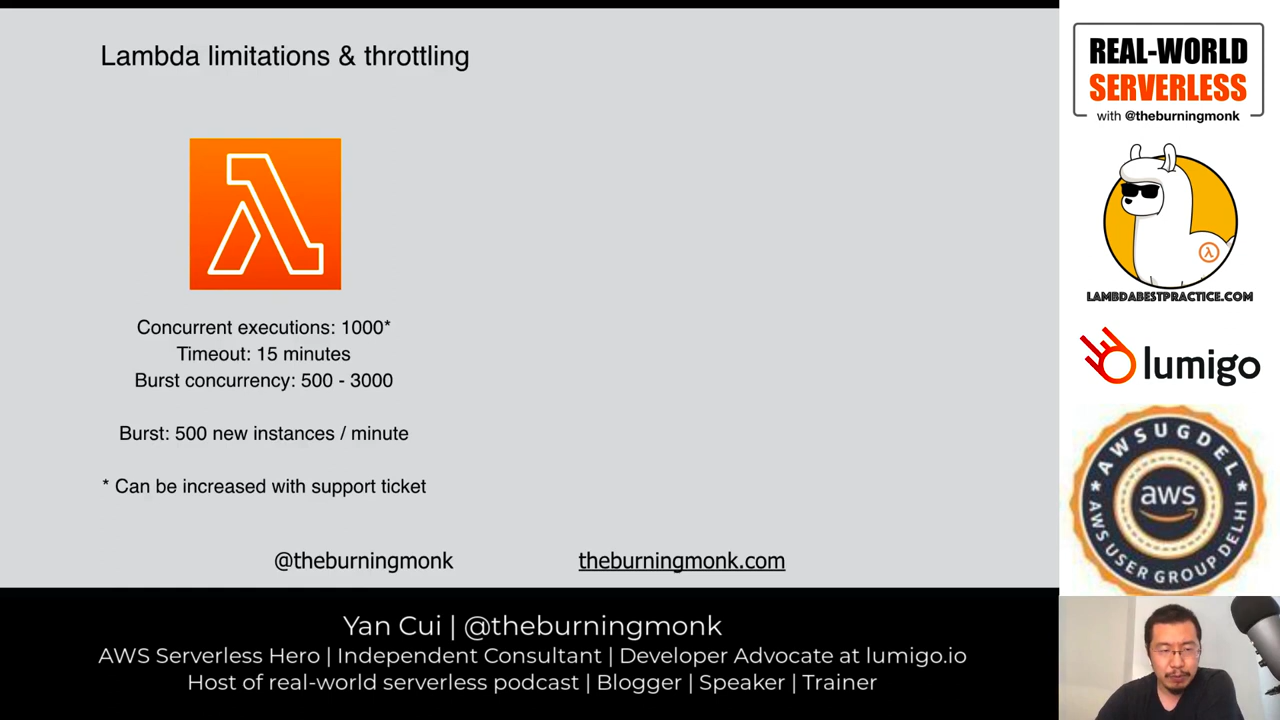 Lambda limitations & throttling
Concurrent executions: 1000*
Timeout: 15 minutes
Burst concurrency: 500 - 3000
Burst: 500 new instances / minute
* Can be increased with support ticket
@theburningmonk
theburningmonk.com
Yan Cui | @theburningmonk
AWS Serverless Hero | Independent Consultant | Developer Advocate at lumigo.io
Host of real-world serverless podcast | Blogger | Speaker | Trainer
REAL-WORLD
SERVERLESS
with @theburningmonk
LAMBDABESTPRACTICE.COM
lumigo
* AWSUGDEL *
aws
AWS USER GROUP DELHI